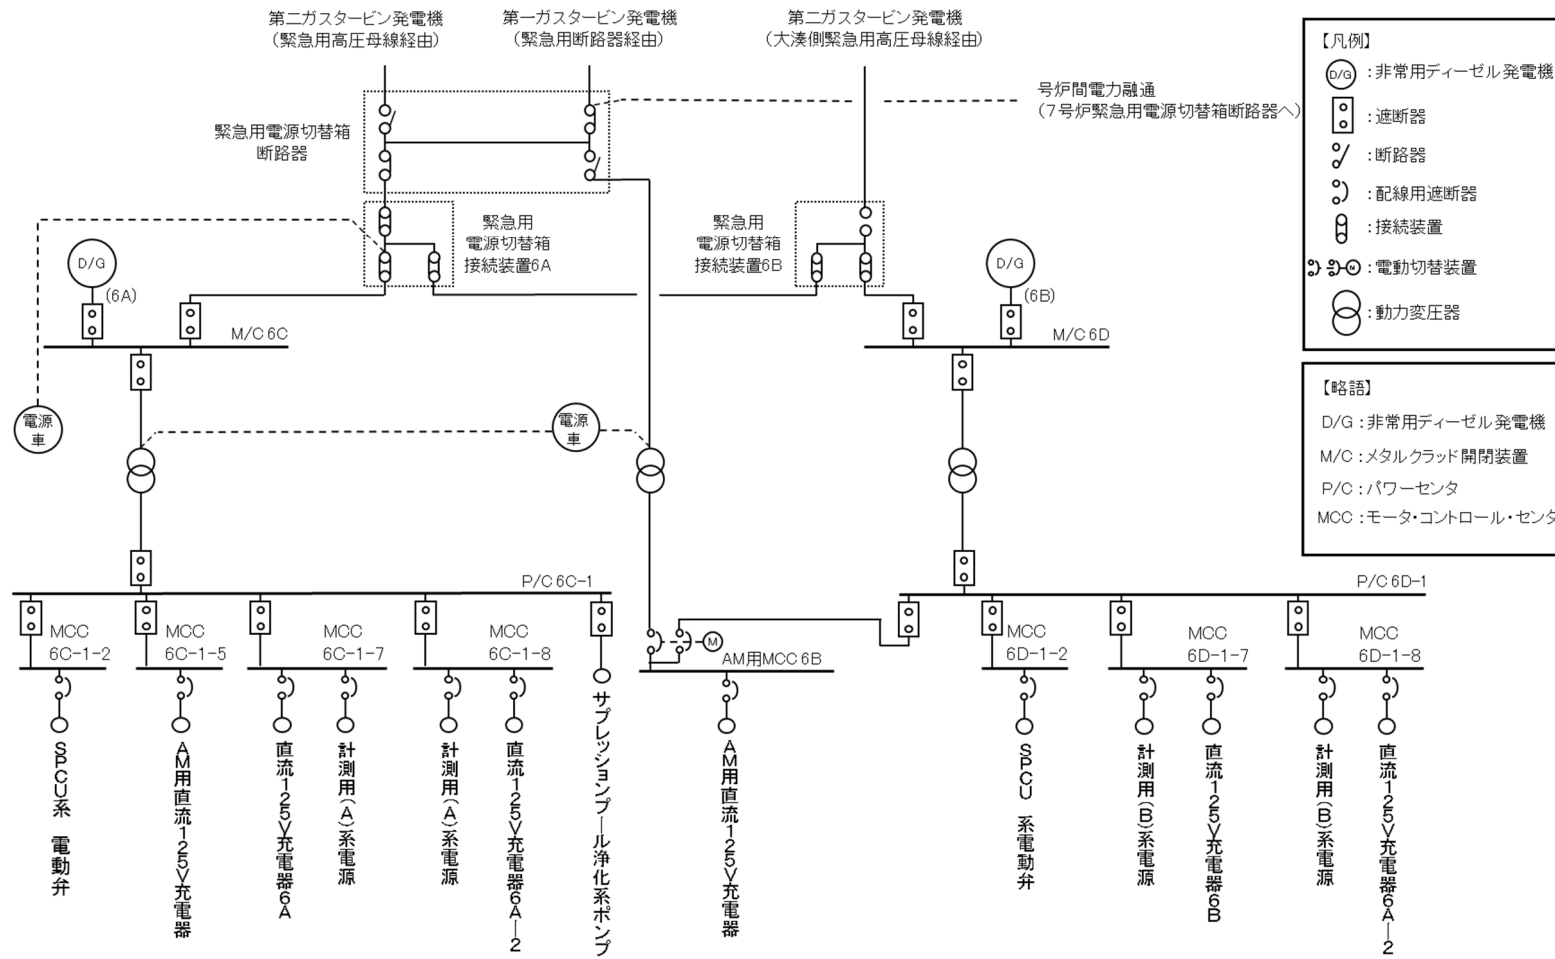 第二ガスタービン発電機
(緊急用高圧母線経由)
第一ガスタービン発電機
(緊急用断路器経由)
第二ガスタービン発電機
(大湊側緊急用高圧母線経由)
号炉間電力融通
(7号炉緊急用電源切替箱断路器へ)
緊急用電源切替箱
断路器
緊急用
電源切替箱
接続装置6A
緊急用
電源切替箱
接続装置6B
D/G
(6A)
D/G
(6B)
M/C 6C
M/C 6D
電源
車
電源
車
P/C 6C-1
P/C 6D-1
MCC
6C-1-2
MCC
6C-1-5
MCC
6C-1-7
MCC
6C-1-8
M
AM用MCC 6B
MCC
6D-1-2
MCC
6D-1-7
MCC
6D-1-8
SPCU系 電動弁
AM用直流125V充電器
直流125V充電器6A
計測用(A)系電源
計測用(A)系電源
直流125V充電器6A-2
サプレッションプール浄化系ポンプ
AM用直流125V充電器
SPCU 系電動弁
計測用(B)系電源
直流125V充電器6B
計測用(B)系電源
直流125V充電器6A-2
【凡例】
D/G :非常用ディーゼル発電機
:遮断器
:断路器
:配線用遮断器
:接続装置
M :電動切替装置
:動力変圧器
【略語】
D/G :非常用ディーゼル発電機
M/C :メタルクラッド開閉装置
P/C :パワーセンタ
MCC :モータ・コントロール・センタ